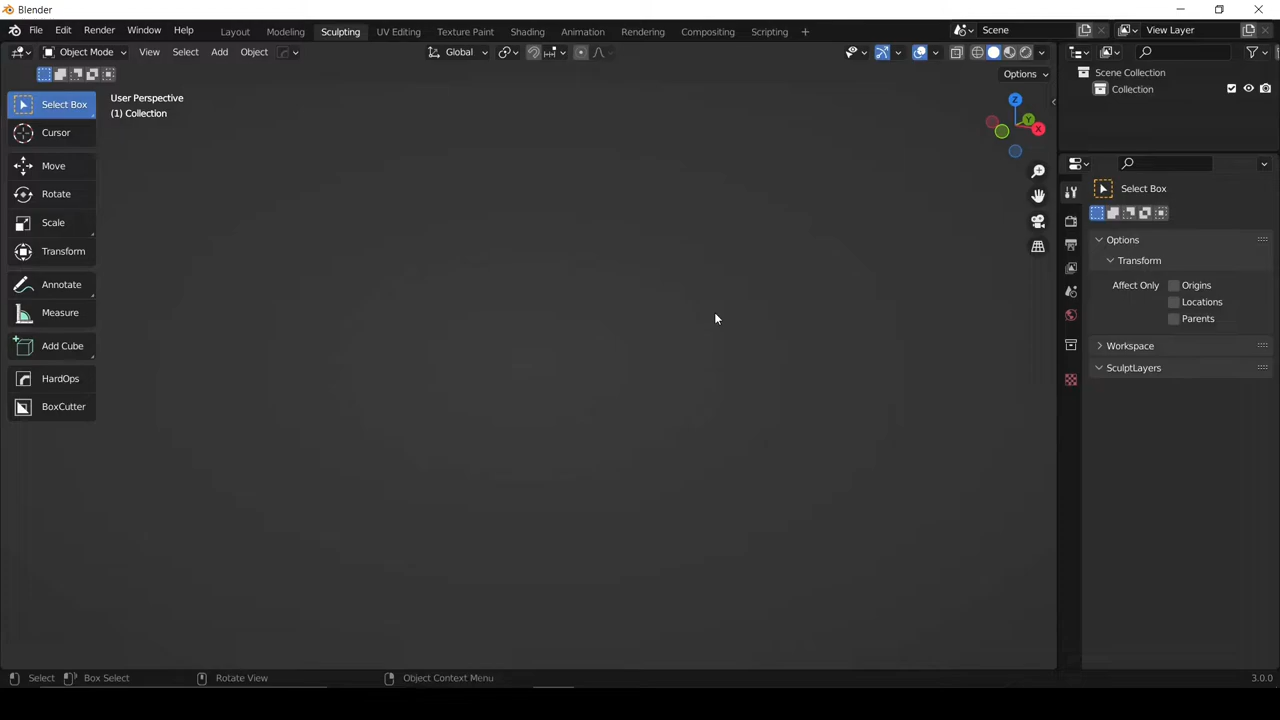 Blender
File Edit Render Window Help Layout Modeling Sculpting UV Editing Texture Paint Shading Animation Rendering Compositing Scripting + Scene View Layer
Object Mode View Select Add Object Global
Options
Scene Collection
Collection
User Perspective
(1) Collection
Select Box
Cursor
Move
Rotate
Scale
Transform
Annotate
Measure
Add Cube
HardOps
BoxCutter
Z
Y
X
Select Box
Options
Transform
Affect Only Origins
Locations
Parents
Workspace
SculptLayers
Select Box Select Rotate View Object Context Menu 3.0.0